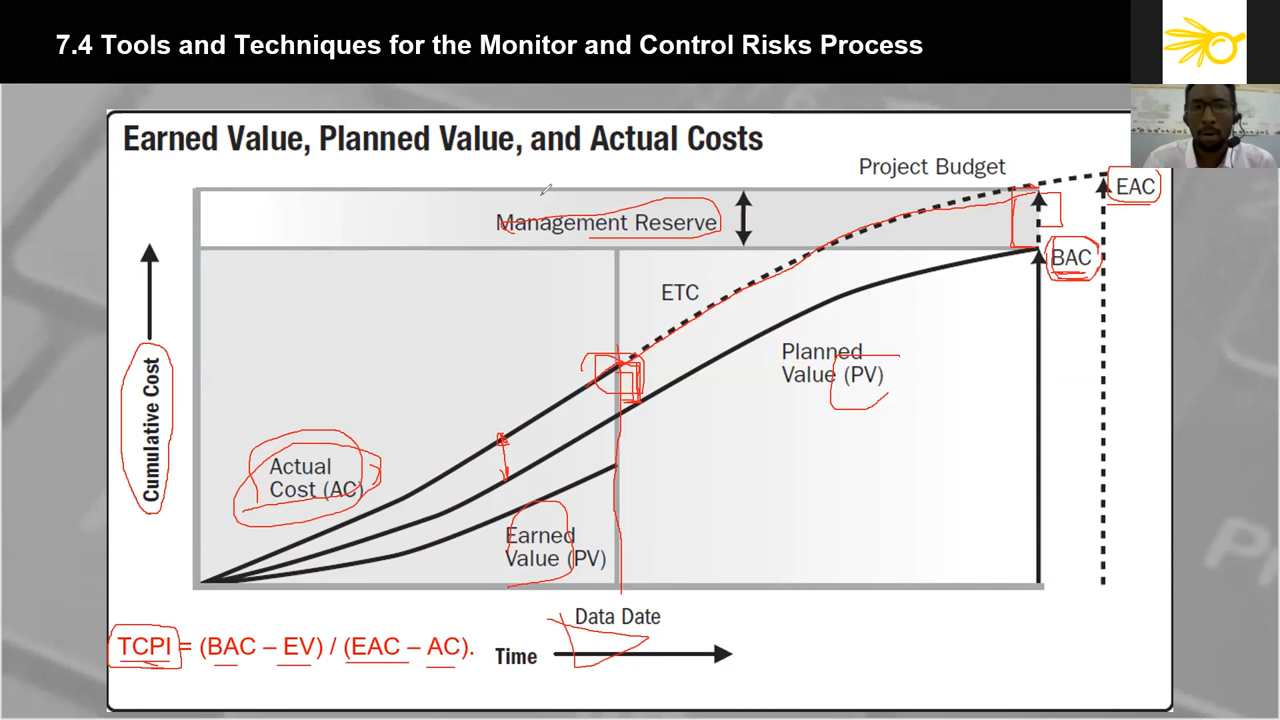 7.4 Tools and Techniques for the Monitor and Control Risks Process
Earned Value, Planned Value, and Actual Costs
Project Budget
EAC
Management Reserve
BAC
ETC
Planned
Value (PV)
Cumulative Cost
Actual
Cost (AC)
Earned
Value (PV)
Data Date
TCPI = (BAC – EV) / (EAC – AC).
Time